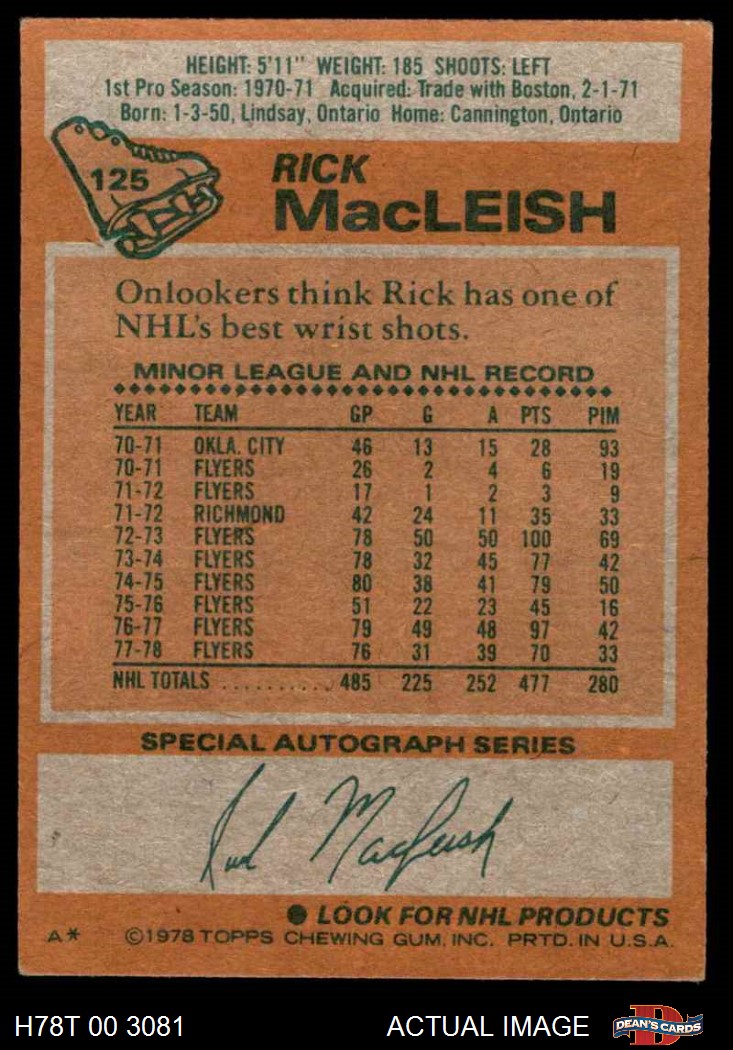 HEIGHT: 5'11" WEIGHT: 185 SHOOTS: LEFT
1st Pro Season: 1970-71 Acquired: Trade with Boston, 2-1-71
Born: 1-3-50, Lindsay, Ontario Home: Cannington, Ontario
125
RICK
MacLEISH
Onlookers think Rick has one of
NHL's best wrist shots.
MINOR LEAGUE AND NHL RECORD
YEAR TEAM GP G A PTS PIM
70-71 OKLA. CITY 46 13 15 28 93
70-71 FLYERS 26 2 4 6 19
71-72 FLYERS 17 1 2 3 9
71-72 RICHMOND 42 24 11 35 33
72-73 FLYERS 78 50 50 100 69
73-74 FLYERS 78 32 45 77 42
74-75 FLYERS 80 38 41 79 50
75-76 FLYERS 51 22 23 45 16
76-77 FLYERS 79 49 48 97 42
77-78 FLYERS 76 31 39 70 33
NHL TOTALS .......... 485 225 252 477 280
SPECIAL AUTOGRAPH SERIES
Rick MacLeish
● LOOK FOR NHL PRODUCTS
A* ©1978 TOPPS CHEWING GUM, INC. PRTD. IN U.S.A.
H78T 00 3081 ACTUAL IMAGE D DEAN'S CARDS